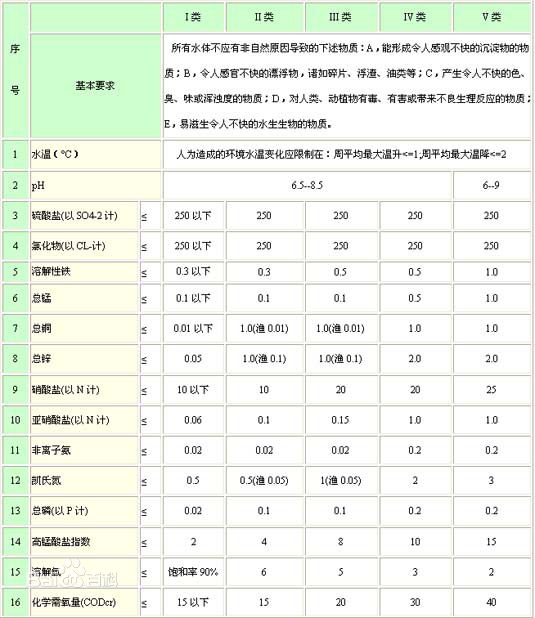 序号 基本要求 I类 II类 III类 IV类 V类
所有水体不应有非自然原因导致的下述物质：A，能形成令人感观不快的沉淀物的物
质；B，令人感官不快的漂浮物，诸如碎片、浮渣、油类等；C，产生令人不快的色、
臭、味或浑浊度的物质；D，对人类、动植物有毒、有害或带来不良生理反应的物质；
E，易滋生令人不快的水生生物的物质。
1 水温（℃） 人为造成的环境水温变化应限制在：周平均最大温升<=1;周平均最大温降<=2
2 pH 6.5--8.5 6--9
3 硫酸盐(以SO4-2计) ≤ 250以下 250 250 250 250
4 氯化物(以CL-计) ≤ 250以下 250 250 250 250
5 溶解性铁 ≤ 0.3以下 0.3 0.5 0.5 1.0
6 总锰 ≤ 0.1以下 0.1 0.1 0.5 1.0
7 总铜 ≤ 0.01以下 1.0(渔0.01) 1.0(渔0.01) 1.0 1.0
8 总锌 ≤ 0.05 1.0(渔0.1) 1.0(渔0.1) 2.0 2.0
9 硝酸盐(以N计) ≤ 10以下 10 20 20 25
10 亚硝酸盐(以N计) ≤ 0.06 0.1 0.15 1.0 1.0
11 非离子氨 ≤ 0.02 0.02 0.02 0.2 0.2
12 凯氏氮 ≤ 0.5 0.5(渔0.05) 1(渔0.05) 2 3
13 总磷(以P计) ≤ 0.02 0.1 0.1 0.2 0.2
14 高锰酸盐指数 ≤ 2 4 8 10 15
15 溶解氧 ≤ 饱和率90% 6 5 3 2
Bai百科
16 化学需氧量(CODcr) ≤ 15以下 15 20 30 40